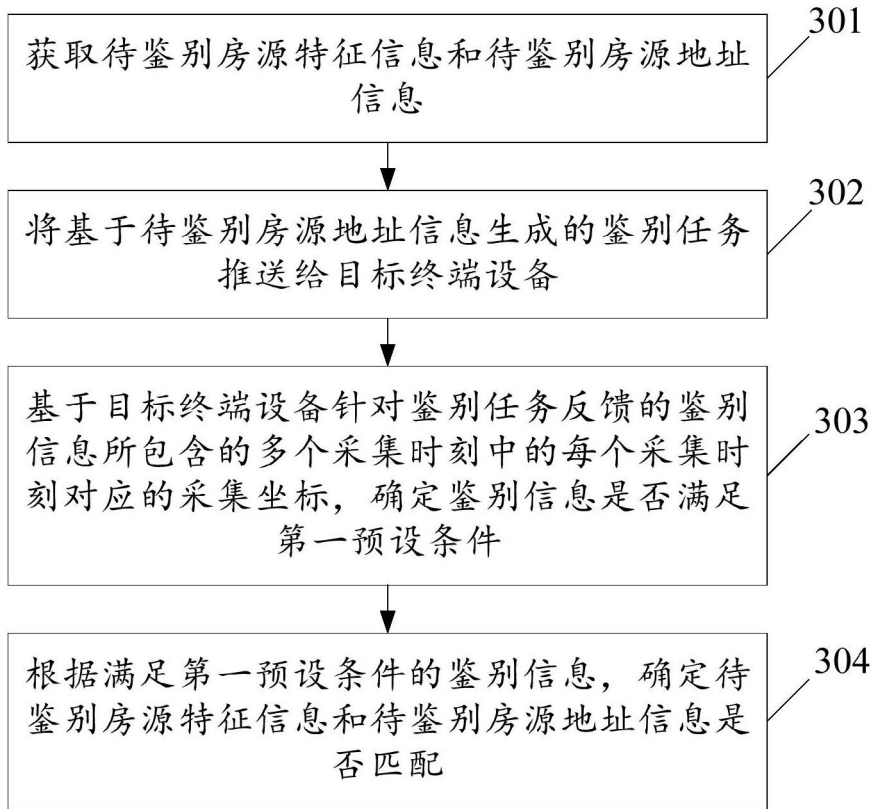 获取待鉴别房源特征信息和待鉴别房源地址
信息
301
将基于待鉴别房源地址信息生成的鉴别任务
推送给目标终端设备
302
基于目标终端设备针对鉴别任务反馈的鉴别
信息所包含的多个采集时刻中的每个采集时
刻对应的采集坐标，确定鉴别信息是否满足
第一预设条件
303
根据满足第一预设条件的鉴别信息，确定待
鉴别房源特征信息和待鉴别房源地址信息是
否匹配
304